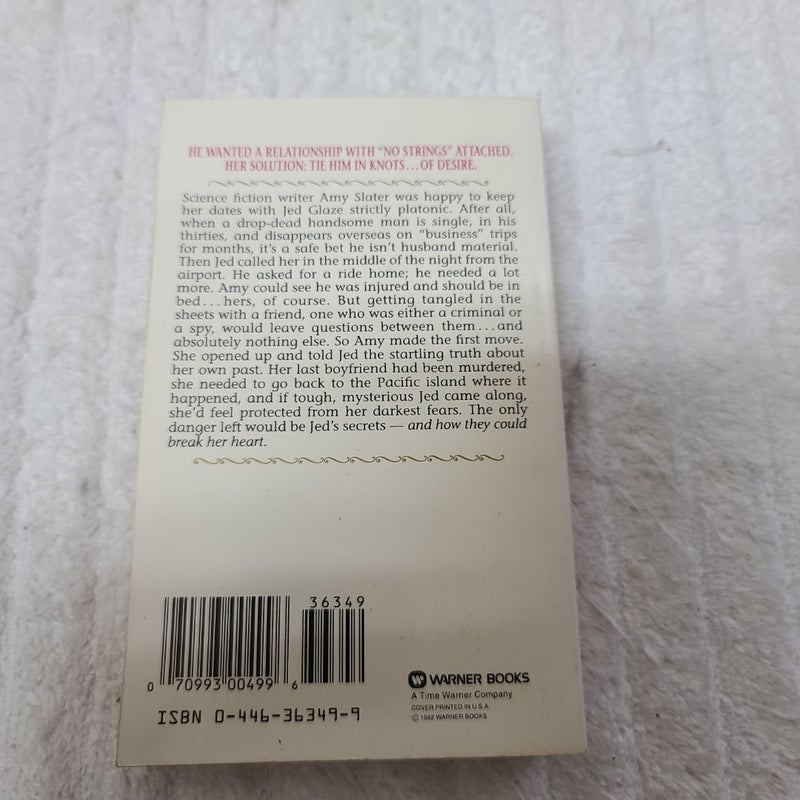 HE WANTED A RELATIONSHIP WITH "NO STRINGS" ATTACHED.
HER SOLUTION: TIE HIM IN KNOTS...OF DESIRE.
Science fiction writer Amy Slater was happy to keep
her dates with Jed Glaze strictly platonic. After all,
when a drop-dead handsome man is single, in his
thirties, and disappears overseas on "business" trips
for months, it's a safe bet he isn't husband material.
Then Jed called her in the middle of the night from the
airport. He asked for a ride home; he needed a lot
more. Amy could see he was injured and should be in
bed...hers, of course. But getting tangled in the
sheets with a friend, one who was either a criminal or
a spy, would leave questions between them...and
absolutely nothing else. So Amy made the first move.
She opened up and told Jed the startling truth about
her own past. Her last boyfriend had been murdered,
she needed to go back to the Pacific island where it
happened, and if tough, mysterious Jed came along,
she'd feel protected from her darkest fears. The only
danger left would be Jed's secrets — and how they could
break her heart.
36349
0 70993 00499 6
ISBN 0-446-36349-9
W WARNER BOOKS
A Time Warner Company
COVER PRINTED IN U.S.A.
© 1992 WARNER BOOKS